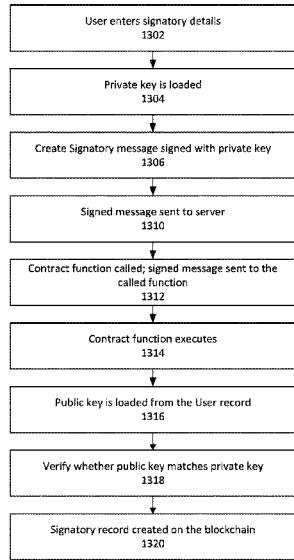 User enters signatory details
1302
Private key is loaded
1304
Create Signatory message signed with private key
1306
Signed message sent to server
1310
Contract function called; signed message sent to the
called function
1312
Contract function executes
1314
Public key is loaded from the User record
1316
Verify whether public key matches private key
1318
Signatory record created on the blockchain
1320